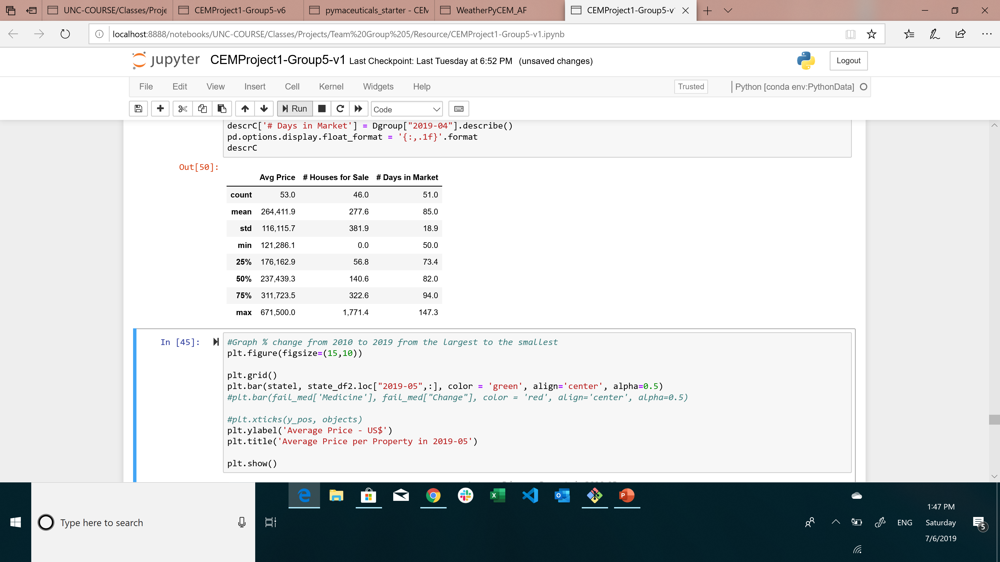 UNC-COURSE/Classes/Proje
CEMProject1-Group5-v6
pymaceuticals_starter - CEM
WeatherPyCEM_AF
CEMProject1-Group5-v1
localhost:8888/notebooks/UNC-COURSE/Classes/Projects/Team%20Group%205/Resource/CEMProject1-Group5-v1.ipynb
jupyter CEMProject1-Group5-v1 Last Checkpoint: Last Tuesday at 6:52 PM (unsaved changes)
Logout
File Edit View Insert Cell Kernel Widgets Help
Trusted
Python [conda env:PythonData]
Run
Code
descrC['# Days in Market'] = Dgroup["2019-04"].describe()
pd.options.display.float_format = '{:,.1f}'.format
descrC
Out[50]:
Avg Price # Houses for Sale # Days in Market
count 53.0 46.0 51.0
mean 264,411.9 277.6 85.0
std 116,115.7 381.9 18.9
min 121,286.1 0.0 50.0
25% 176,162.9 56.8 73.4
50% 237,439.3 140.6 82.0
75% 311,723.5 322.6 94.0
max 671,500.0 1,771.4 147.3
In [45]:
#Graph % change from 2010 to 2019 from the largest to the smallest
plt.figure(figsize=(15,10))
plt.grid()
plt.bar(statel, state_df2.loc["2019-05",:], color = 'green', align='center', alpha=0.5)
#plt.bar(fail_med['Medicine'], fail_med["Change"], color = 'red', align='center', alpha=0.5)
#plt.xticks(y_pos, objects)
plt.ylabel('Average Price - US$')
plt.title('Average Price per Property in 2019-05')
plt.show()
Type here to search
ENG
1:47 PM
Saturday
7/6/2019
5